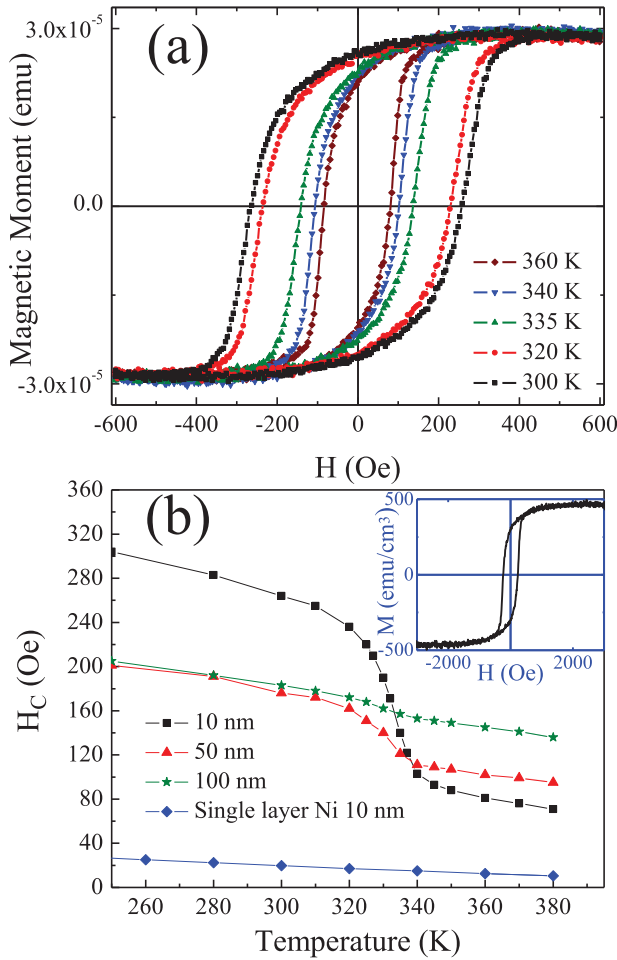 (a)
3.0x10⁻⁵
0.0
-3.0x10⁻⁵
Magnetic Moment (emu)
360 K
340 K
335 K
320 K
300 K
-600 -400 -200 0 200 400 600
H (Oe)
(b)
360
320
280
240
200
160
120
80
40
0
H_C (Oe)
10 nm
50 nm
100 nm
Single layer Ni 10 nm
500
0
-500
M (emu/cm³)
-2000 0 2000
H (Oe)
260 280 300 320 340 360 380
Temperature (K)